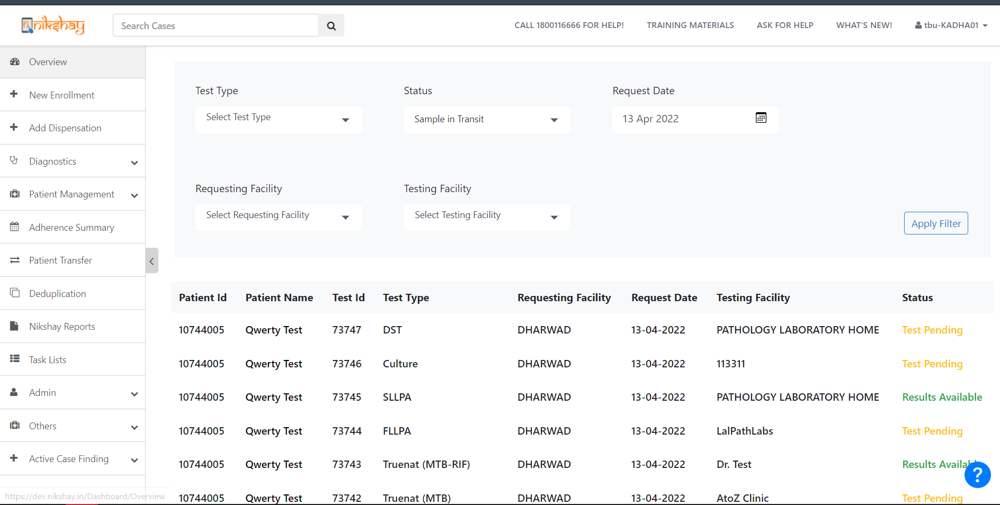 nikshay
Search Cases
CALL 1800116666 FOR HELP!
TRAINING MATERIALS
ASK FOR HELP
WHAT'S NEW!
tbu-KADHA01
Overview
New Enrollment
Add Dispensation
Diagnostics
Patient Management
Adherence Summary
Patient Transfer
Deduplication
Nikshay Reports
Task Lists
Admin
Others
Active Case Finding
https://dev.nikshay.in/Dashboard/Overview
Test Type
Status
Request Date
Select Test Type
Sample in Transit
13 Apr 2022
Requesting Facility
Testing Facility
Select Requesting Facility
Select Testing Facility
Apply Filter
Patient Id Patient Name Test Id Test Type Requesting Facility Request Date Testing Facility Status
10744005 Qwerty Test 73747 DST DHARWAD 13-04-2022 PATHOLOGY LABORATORY HOME Test Pending
10744005 Qwerty Test 73746 Culture DHARWAD 13-04-2022 113311 Test Pending
10744005 Qwerty Test 73745 SLLPA DHARWAD 13-04-2022 PATHOLOGY LABORATORY HOME Results Available
10744005 Qwerty Test 73744 FLLPA DHARWAD 13-04-2022 LalPathLabs Test Pending
10744005 Qwerty Test 73743 Truenat (MTB-RIF) DHARWAD 13-04-2022 Dr. Test Results Availab
?
10744005 Qwerty Test 73742 Truenat (MTB) DHARWAD 13-04-2022 AtoZ Clinic Test Pending